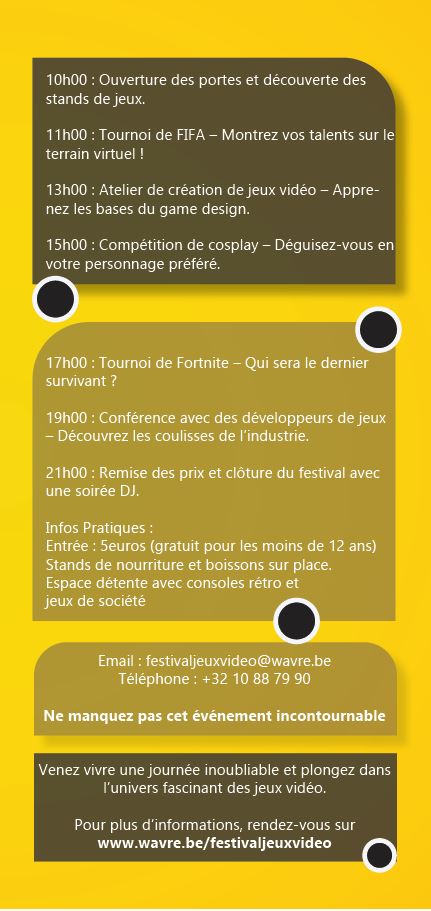 10h00 : Ouverture des portes et découverte des
stands de jeux.
11h00 : Tournoi de FIFA – Montrez vos talents sur le
terrain virtuel !
13h00 : Atelier de création de jeux vidéo – Appre-
nez les bases du game design.
15h00 : Compétition de cosplay – Déguisez-vous en
votre personnage préféré.
17h00 : Tournoi de Fortnite – Qui sera le dernier
survivant ?
19h00 : Conférence avec des développeurs de jeux
– Découvrez les coulisses de l’industrie.
21h00 : Remise des prix et clôture du festival avec
une soirée DJ.
Infos Pratiques :
Entrée : 5euros (gratuit pour les moins de 12 ans)
Stands de nourriture et boissons sur place.
Espace détente avec consoles rétro et
jeux de société
Email : festivaljeuxvideo@wavre.be
Téléphone : +32 10 88 79 90
Ne manquez pas cet événement incontournable
Venez vivre une journée inoubliable et plongez dans
l’univers fascinant des jeux vidéo.
Pour plus d’informations, rendez-vous sur
www.wavre.be/festivaljeuxvideo